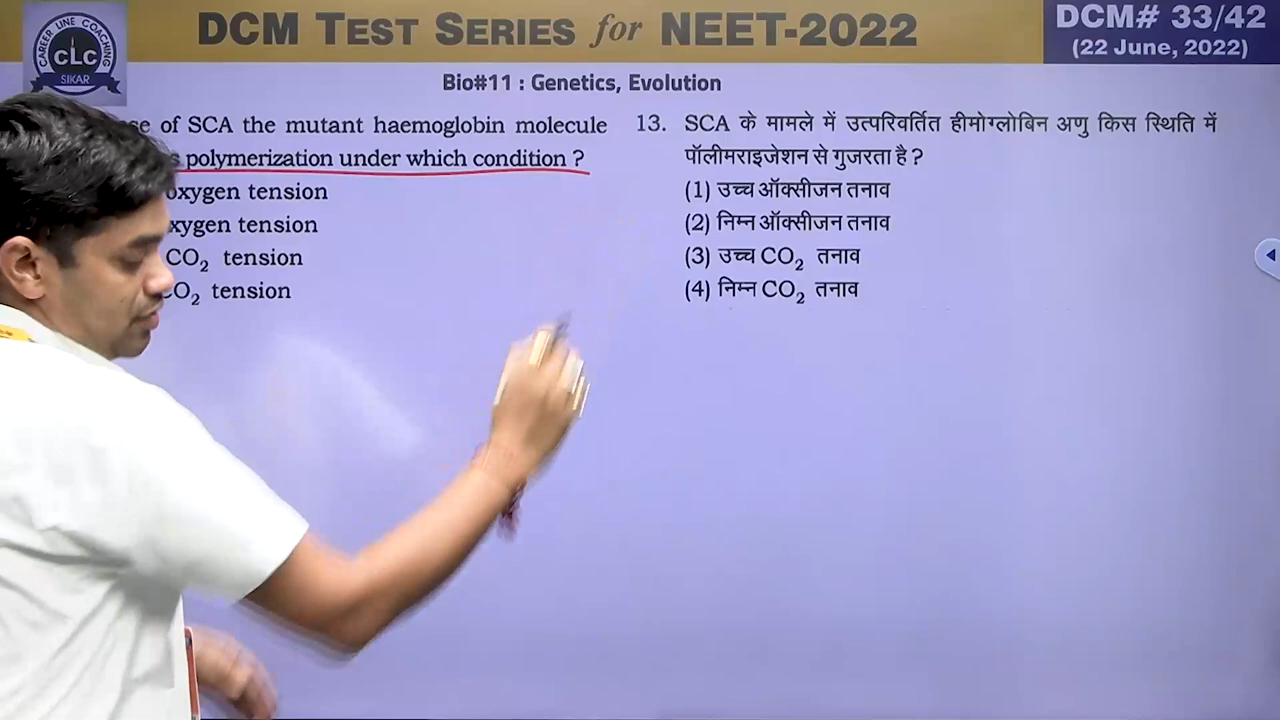 DCM TEST SERIES for NEET-2022
DCM# 33/42
(22 June, 2022)
CAREER LINE COACHING
CLC
SIKAR
Bio#11 : Genetics, Evolution
of SCA the mutant haemoglobin molecule
polymerization under which condition ?
oxygen tension
tension
CO₂ tension
tension
13. SCA के मामले में उत्परिवर्तित हीमोग्लोबिन अणु किस स्थिति में
पॉलीमराइजेशन से गुजरता है ?
(1) उच्च ऑक्सीजन तनाव
(2) निम्न ऑक्सीजन तनाव
(3) उच्च CO₂ तनाव
(4) निम्न CO₂ तनाव